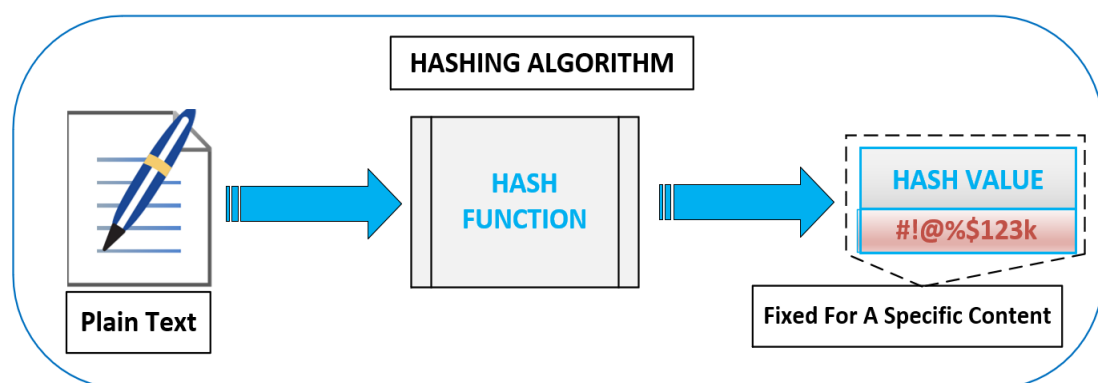 HASHING ALGORITHM
HASH
FUNCTION
HASH VALUE
#!@%$123k
Plain Text
Fixed For A Specific Content